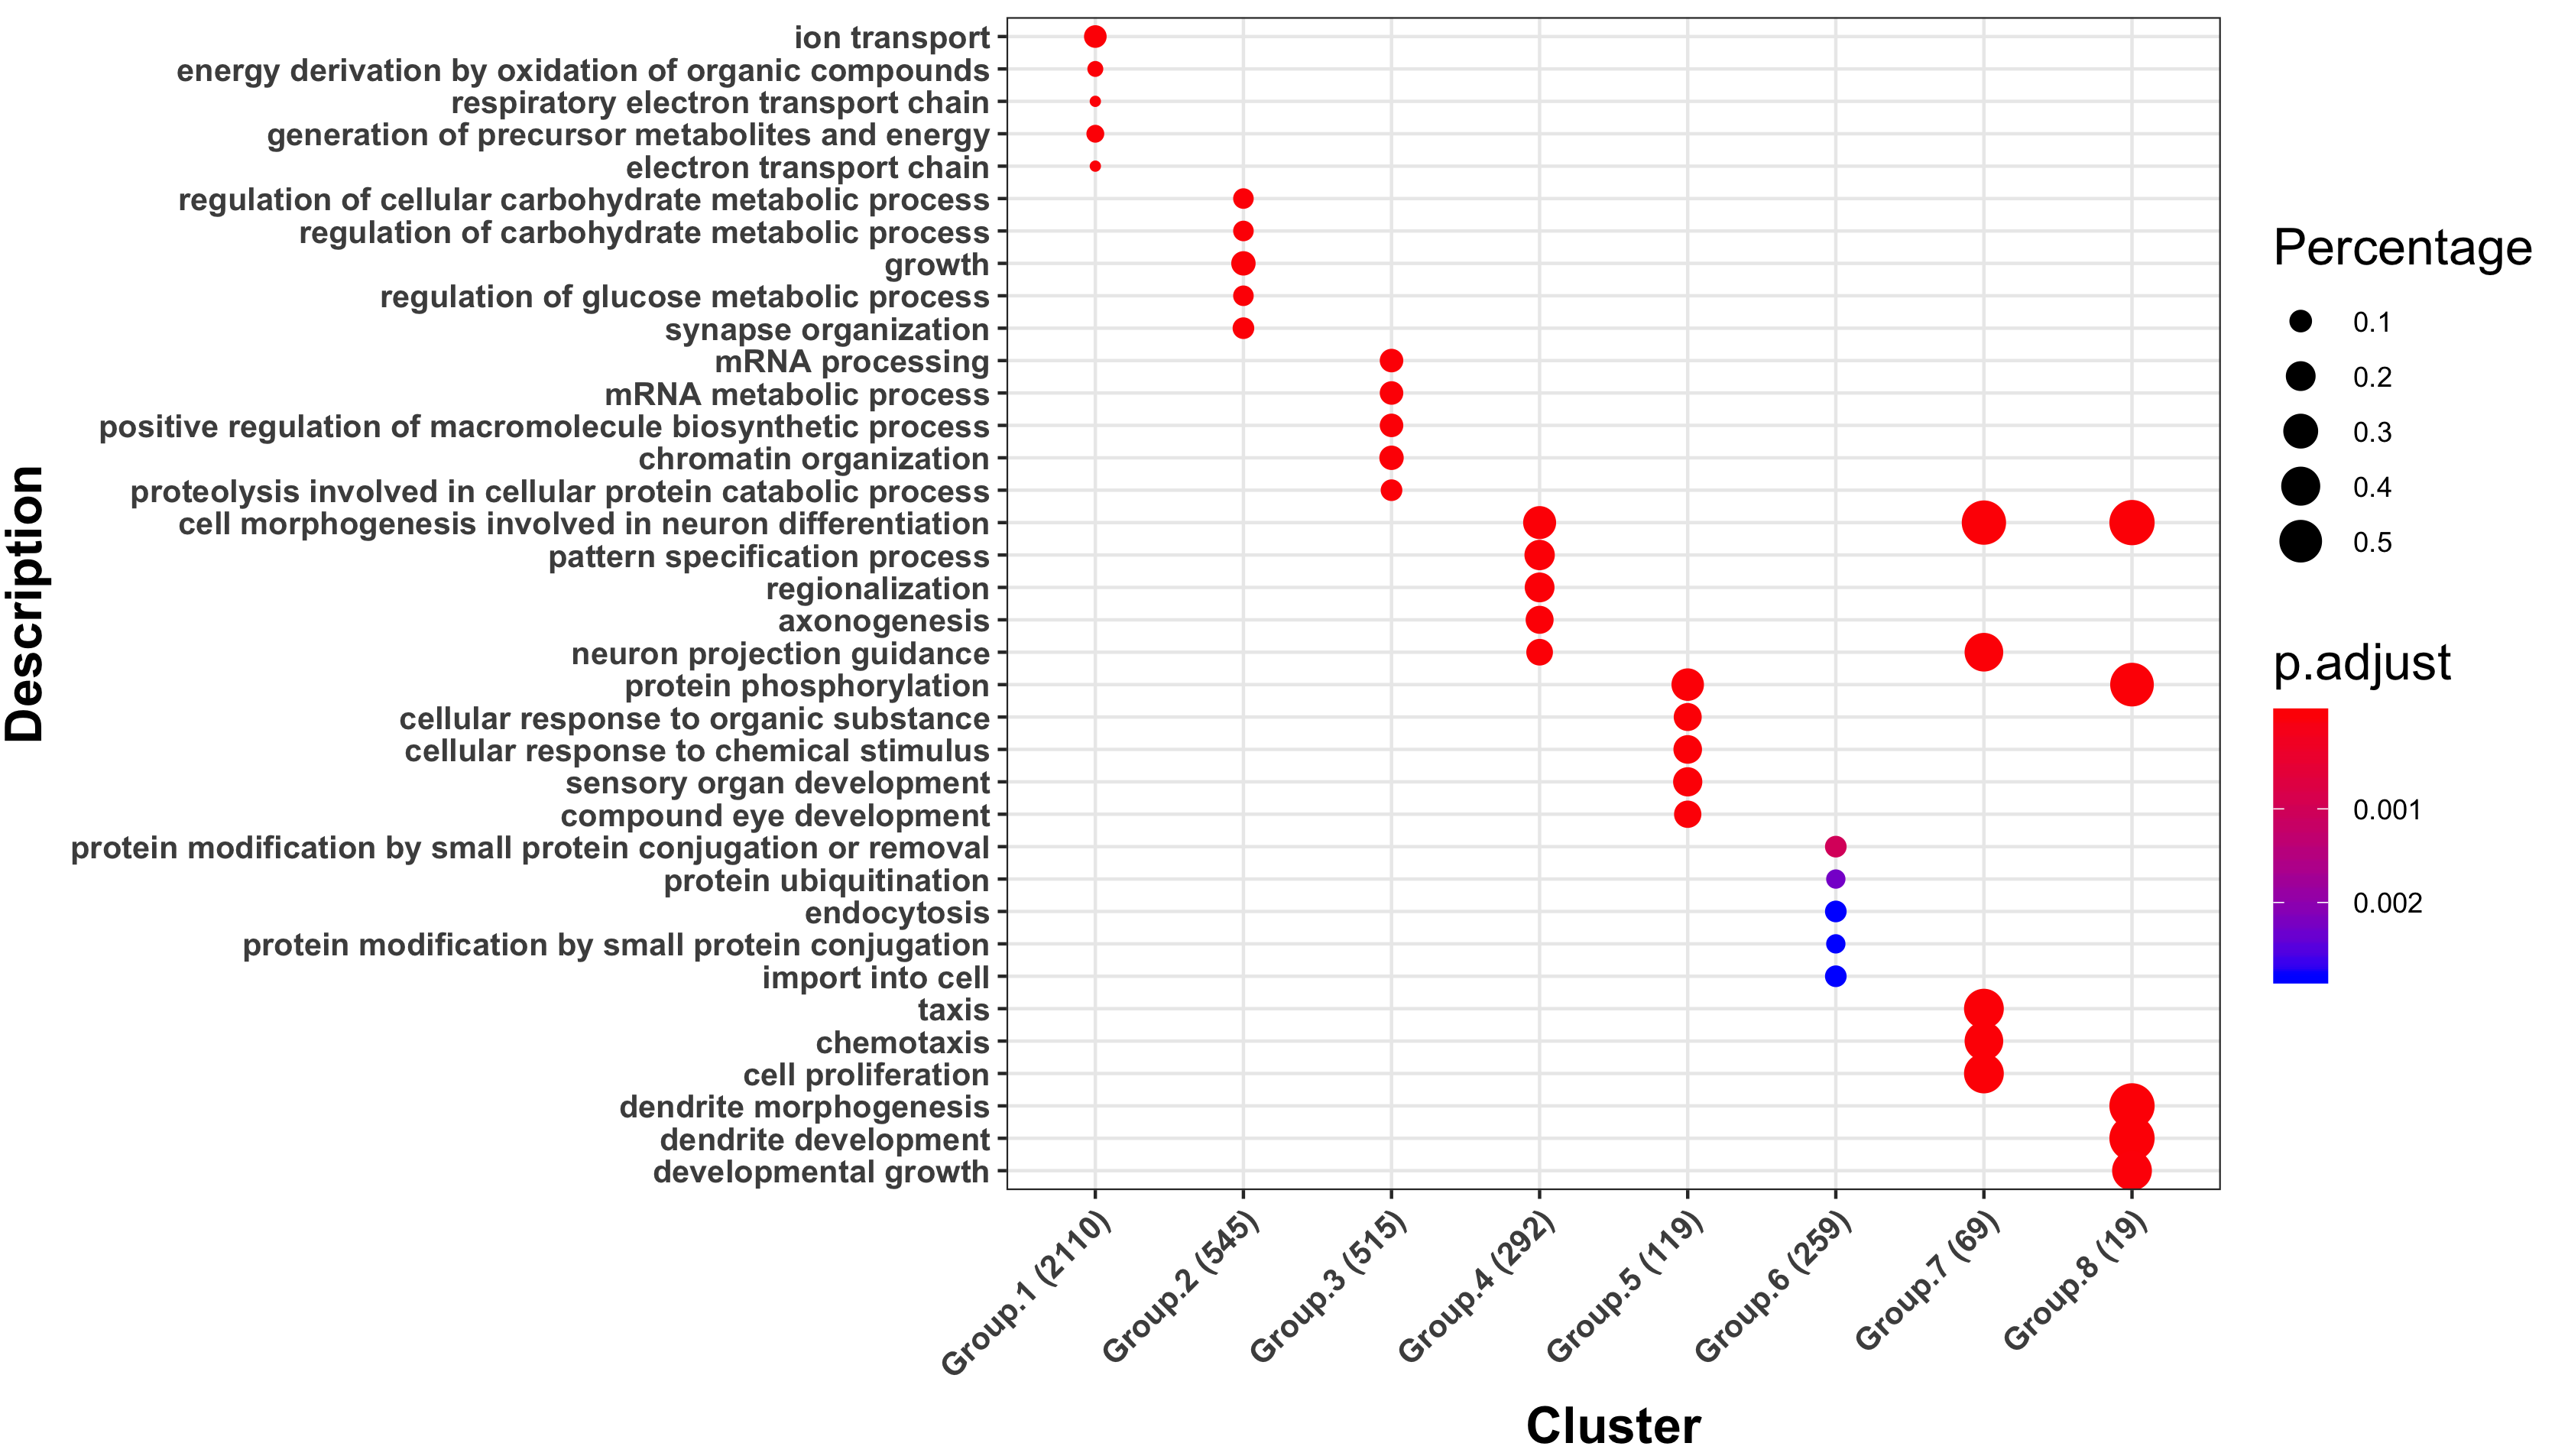 Description
ion transport
energy derivation by oxidation of organic compounds
respiratory electron transport chain
generation of precursor metabolites and energy
electron transport chain
regulation of cellular carbohydrate metabolic process
regulation of carbohydrate metabolic process
growth
regulation of glucose metabolic process
synapse organization
mRNA processing
mRNA metabolic process
positive regulation of macromolecule biosynthetic process
chromatin organization
proteolysis involved in cellular protein catabolic process
cell morphogenesis involved in neuron differentiation
pattern specification process
regionalization
axonogenesis
neuron projection guidance
protein phosphorylation
cellular response to organic substance
cellular response to chemical stimulus
sensory organ development
compound eye development
protein modification by small protein conjugation or removal
protein ubiquitination
endocytosis
protein modification by small protein conjugation
import into cell
taxis
chemotaxis
cell proliferation
dendrite morphogenesis
dendrite development
developmental growth
Group.1 (2110)
Group.2 (545)
Group.3 (515)
Group.4 (292)
Group.5 (119)
Group.6 (259)
Group.7 (69)
Group.8 (19)
Cluster
Percentage
0.1
0.2
0.3
0.4
0.5
p.adjust
0.001
0.002